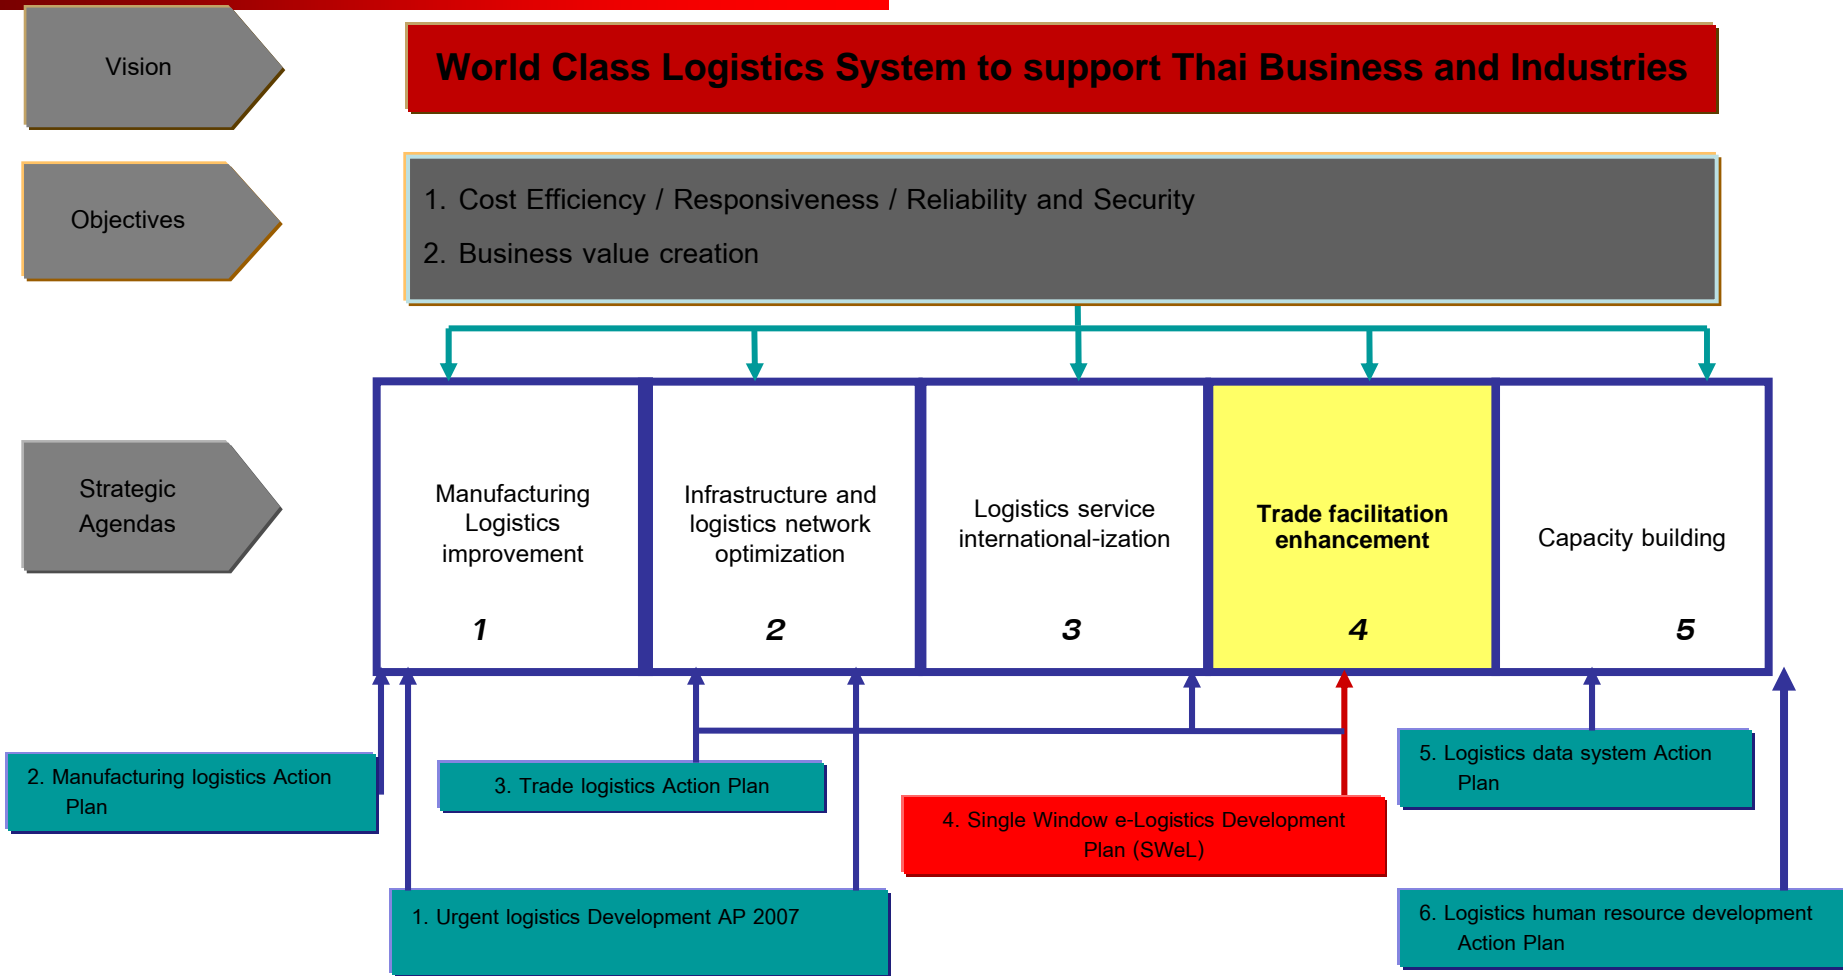 Vision
World Class Logistics System to support Thai Business and Industries
Objectives
1. Cost Efficiency / Responsiveness / Reliability and Security
2. Business value creation
Strategic
Agendas
Manufacturing
Logistics
improvement
1
Infrastructure and
logistics network
optimization
2
Logistics service
international-ization
3
Trade facilitation
enhancement
4
Capacity building
5
2. Manufacturing logistics Action
Plan
3. Trade logistics Action Plan
4. Single Window e-Logistics Development
Plan (SWeL)
5. Logistics data system Action
Plan
1. Urgent logistics Development AP 2007
6. Logistics human resource development
Action Plan